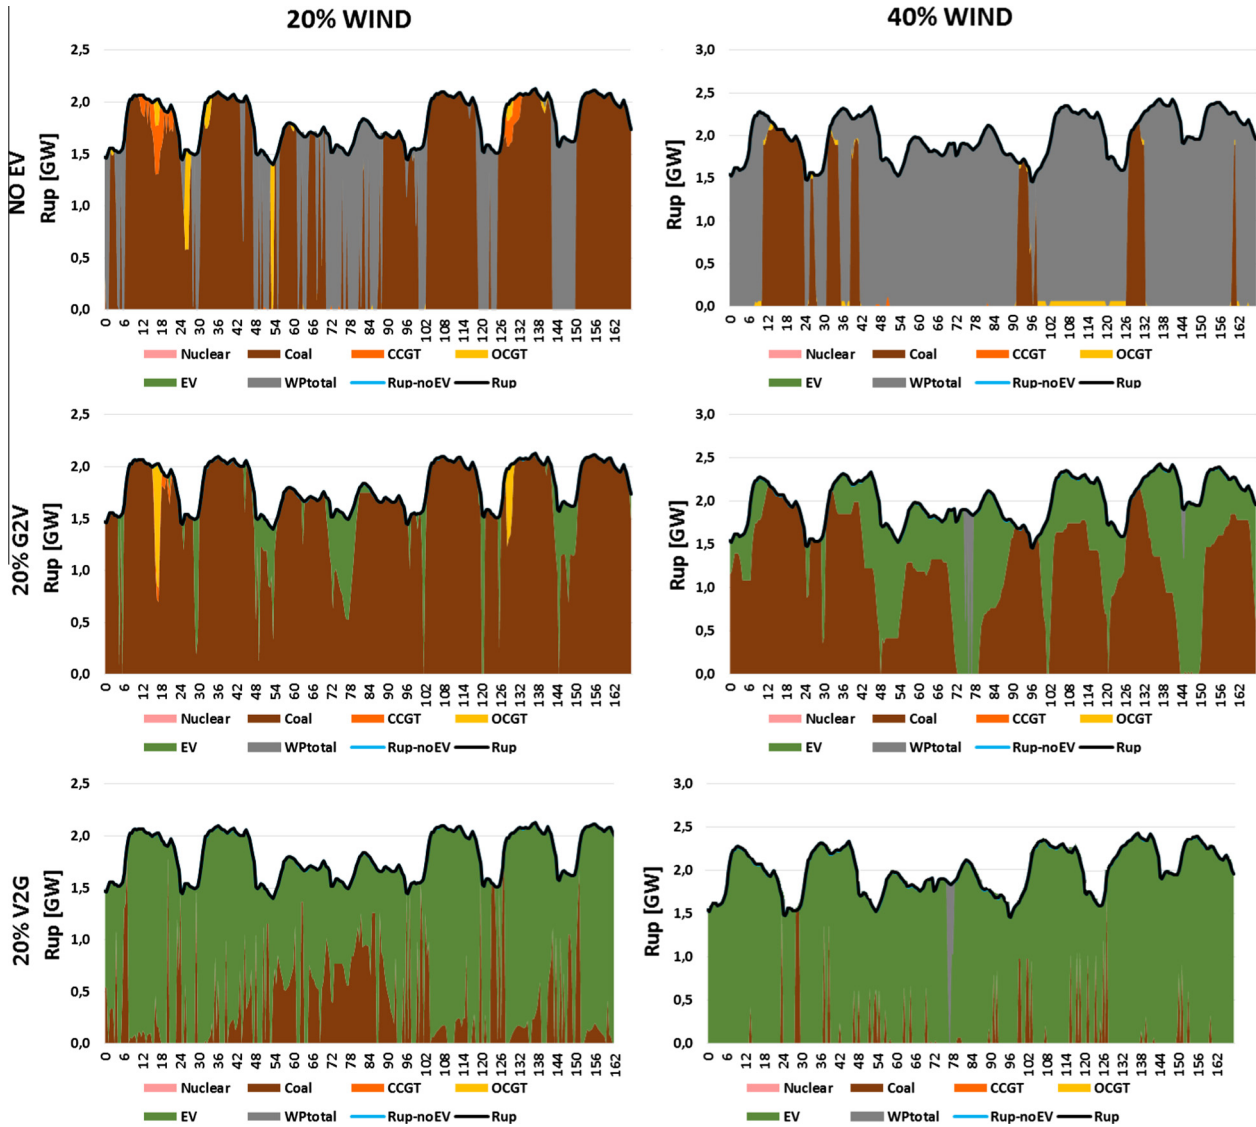 20% WIND
40% WIND
NO EV
Rup [GW]
2,5
2,0
1,5
1,0
0,5
0,0
0 6 12 18 24 30 36 42 48 54 60 66 72 78 84 90 96 102 108 114 120 126 132 138 144 150 156 162
Nuclear Coal CCGT OCGT
EV WPtotal Rup-noEV Rup
Rup [GW]
3,0
2,5
2,0
1,5
1,0
0,5
0,0
0 6 12 18 24 30 36 42 48 54 60 66 72 78 84 90 96 102 108 114 120 126 132 138 144 150 156 162
Nuclear Coal CCGT OCGT
EV WPtotal Rup-noEV Rup
20% G2V
Rup [GW]
2,5
2,0
1,5
1,0
0,5
0,0
0 6 12 18 24 30 36 42 48 54 60 66 72 78 84 90 96 102 108 114 120 126 132 138 144 150 156 162
Nuclear Coal CCGT OCGT
EV WPtotal Rup-noEV Rup
Rup [GW]
3,0
2,5
2,0
1,5
1,0
0,5
0,0
0 6 12 18 24 30 36 42 48 54 60 66 72 78 84 90 96 102 108 114 120 126 132 138 144 150 156 162
Nuclear Coal CCGT OCGT
EV WPtotal Rup-noEV Rup
20% V2G
Rup [GW]
2,5
2,0
1,5
1,0
0,5
0,0
0 6 12 18 24 30 36 42 48 54 60 66 72 78 84 90 96 102 108 114 120 126 132 138 144 150 156 162
Nuclear Coal CCGT OCGT
EV WPtotal Rup-noEV Rup
Rup [GW]
3,0
2,5
2,0
1,5
1,0
0,5
0,0
0 6 12 18 24 30 36 42 48 54 60 66 72 78 84 90 96 102 108 114 120 126 132 138 144 150 156 162
Nuclear Coal CCGT OCGT
EV WPtotal Rup-noEV Rup